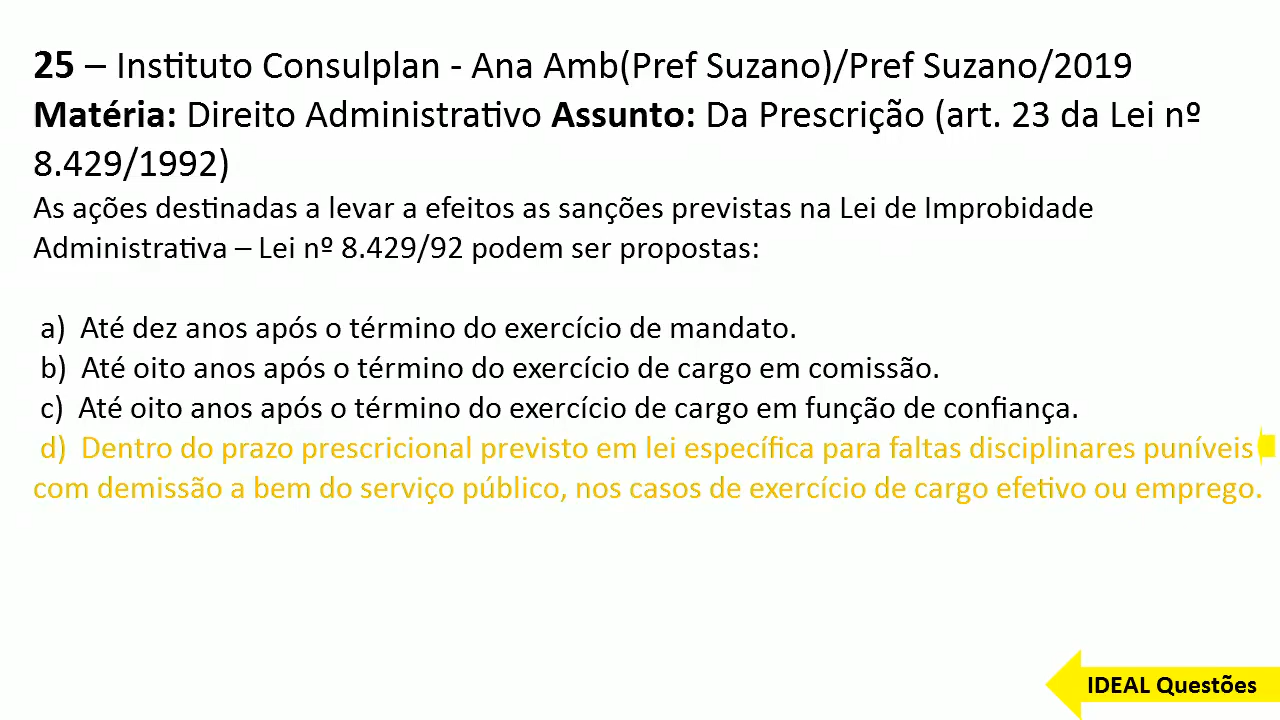 25 – Instituto Consulplan - Ana Amb(Pref Suzano)/Pref Suzano/2019
Matéria: Direito Administrativo Assunto: Da Prescrição (art. 23 da Lei nº
8.429/1992)
As ações destinadas a levar a efeitos as sanções previstas na Lei de Improbidade
Administrativa – Lei nº 8.429/92 podem ser propostas:
a) Até dez anos após o término do exercício de mandato.
b) Até oito anos após o término do exercício de cargo em comissão.
c) Até oito anos após o término do exercício de cargo em função de confiança.
d) Dentro do prazo prescricional previsto em lei específica para faltas disciplinares puníveis
com demissão a bem do serviço público, nos casos de exercício de cargo efetivo ou emprego.
IDEAL Questões